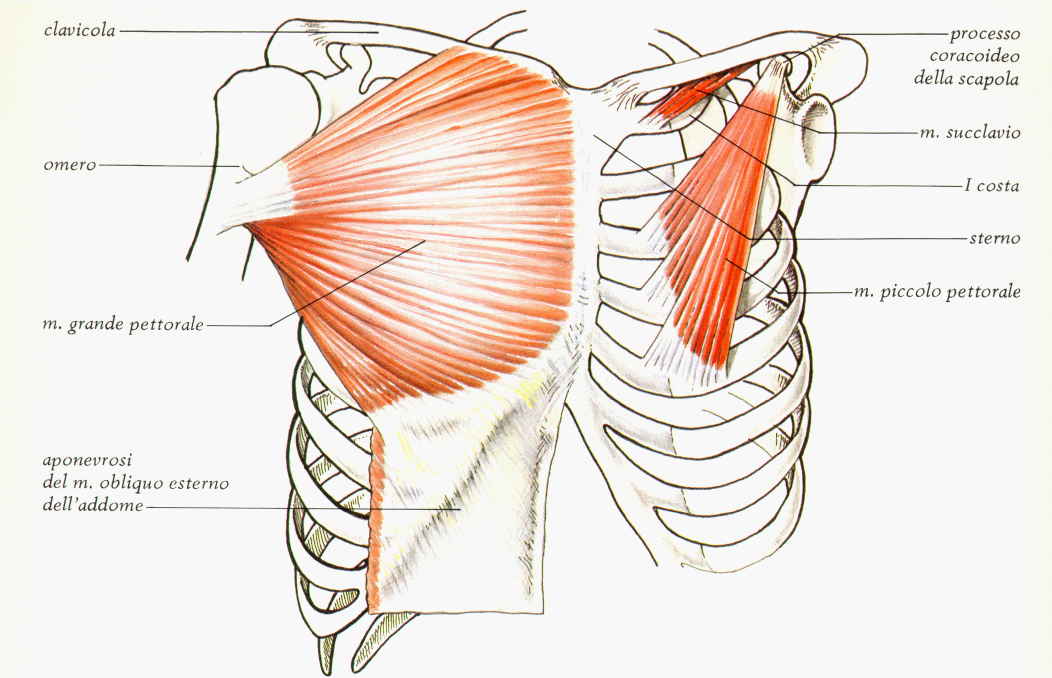 clavicola
omero
m. grande pettorale
aponevrosi
del m. obliquo esterno
dell'addome
processo
coracoideo
della scapola
m. succlavio
I costa
sterno
m. piccolo pettorale